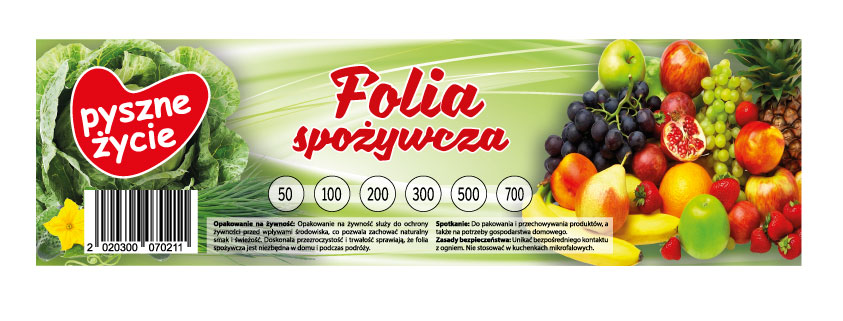 pyszne
życie
Folia
spożywcza
50 100 200 300 500 700
Opakowanie na żywność: Opakowanie na żywność służy do ochrony
żywności przed wpływami środowiska, co pozwala zachować naturalny
smak i świeżość. Doskonała przezroczystość i trwałość sprawiają, że folia
spożywcza jest niezbędna w domu i podczas podróży.
Spotkanie: Do pakowania i przechowywania produktów, a
także na potrzeby gospodarstwa domowego.
Zasady bezpieczeństwa: Unikać bezpośredniego kontaktu
z ogniem. Nie stosować w kuchenkach mikrofalowych.
2 020300 070211